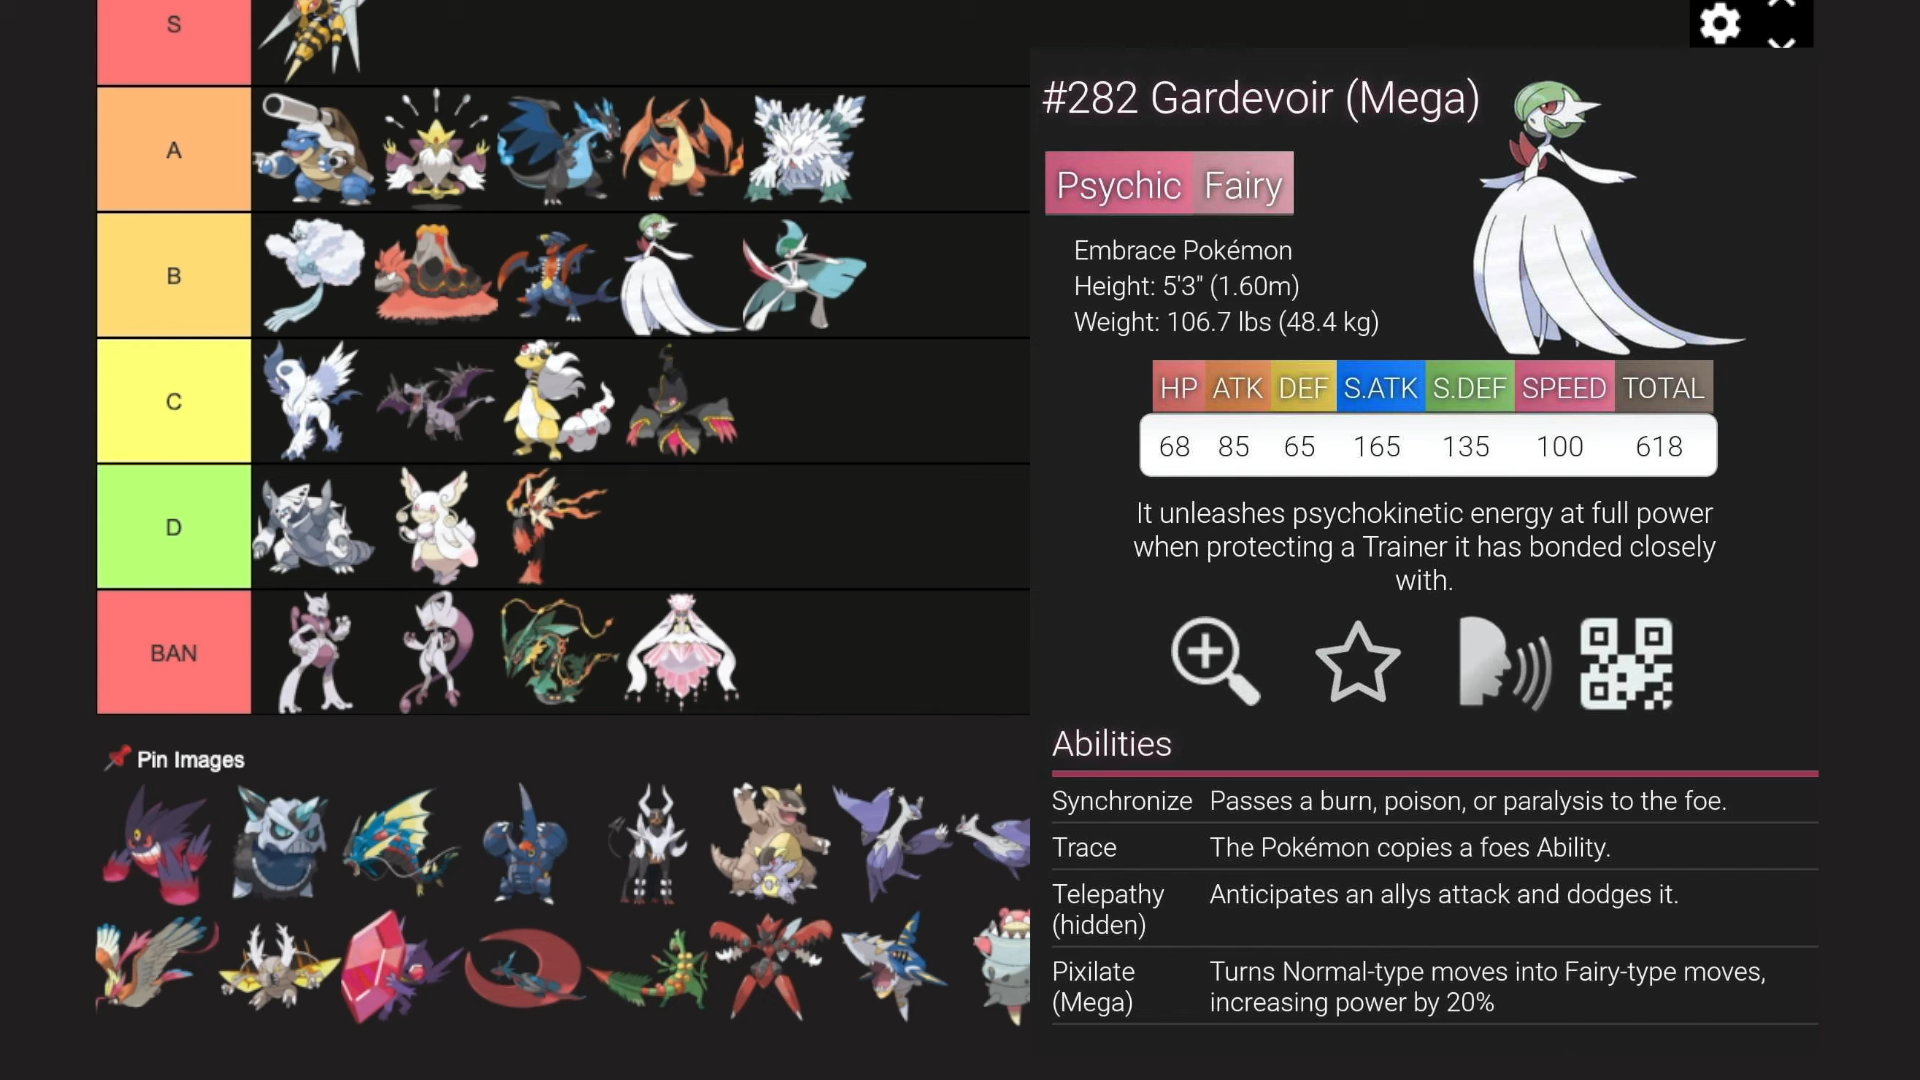 S
A
B
C
D
BAN
Pin Images
#282 Gardevoir (Mega)
Psychic Fairy
Embrace Pokémon
Height: 5'3" (1.60m)
Weight: 106.7 lbs (48.4 kg)
HP ATK DEF S.ATK S.DEF SPEED TOTAL
68 85 65 165 135 100 618
It unleashes psychokinetic energy at full power
when protecting a Trainer it has bonded closely
with.
Abilities
Synchronize Passes a burn, poison, or paralysis to the foe.
Trace The Pokémon copies a foes Ability.
Telepathy Anticipates an allys attack and dodges it.
(hidden)
Pixilate Turns Normal-type moves into Fairy-type moves,
(Mega) increasing power by 20%